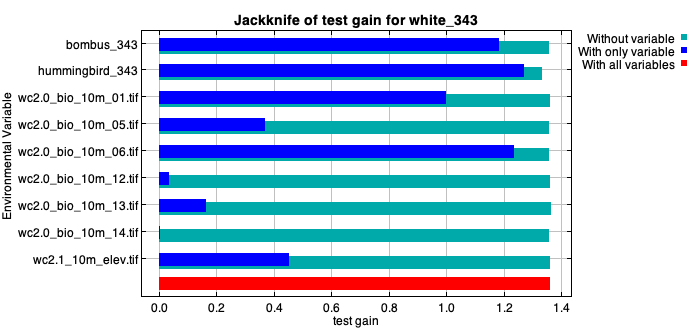 Jackknife of test gain for white_343
Without variable
With only variable
With all variables
Environmental Variable
bombus_343
hummingbird_343
wc2.0_bio_10m_01.tif
wc2.0_bio_10m_05.tif
wc2.0_bio_10m_06.tif
wc2.0_bio_10m_12.tif
wc2.0_bio_10m_13.tif
wc2.0_bio_10m_14.tif
wc2.1_10m_elev.tif
0.0 0.2 0.4 0.6 0.8 1.0 1.2 1.4
test gain